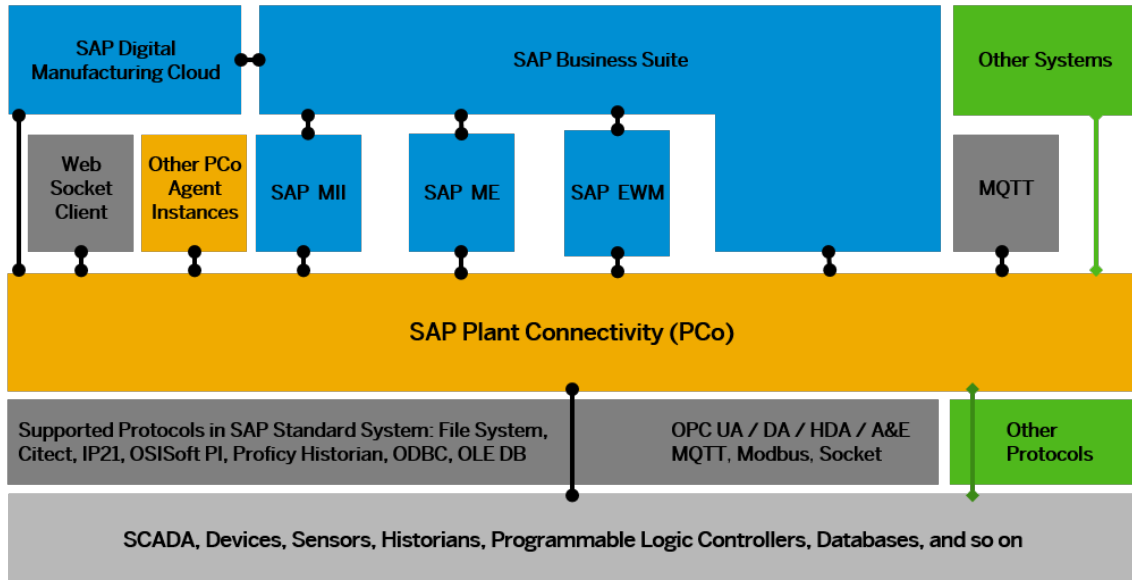 SAP Digital
Manufacturing Cloud
SAP Business Suite
Other Systems
Web
Socket
Client
Other PCo
Agent
Instances
SAP MII
SAP ME
SAP EWM
MQTT
SAP Plant Connectivity (PCo)
Supported Protocols in SAP Standard System: File System,
Citect, IP21, OSISoft PI, Proficy Historian, ODBC, OLE DB
OPC UA / DA / HDA / A&E
MQTT, Modbus, Socket
Other
Protocols
SCADA, Devices, Sensors, Historians, Programmable Logic Controllers, Databases, and so on